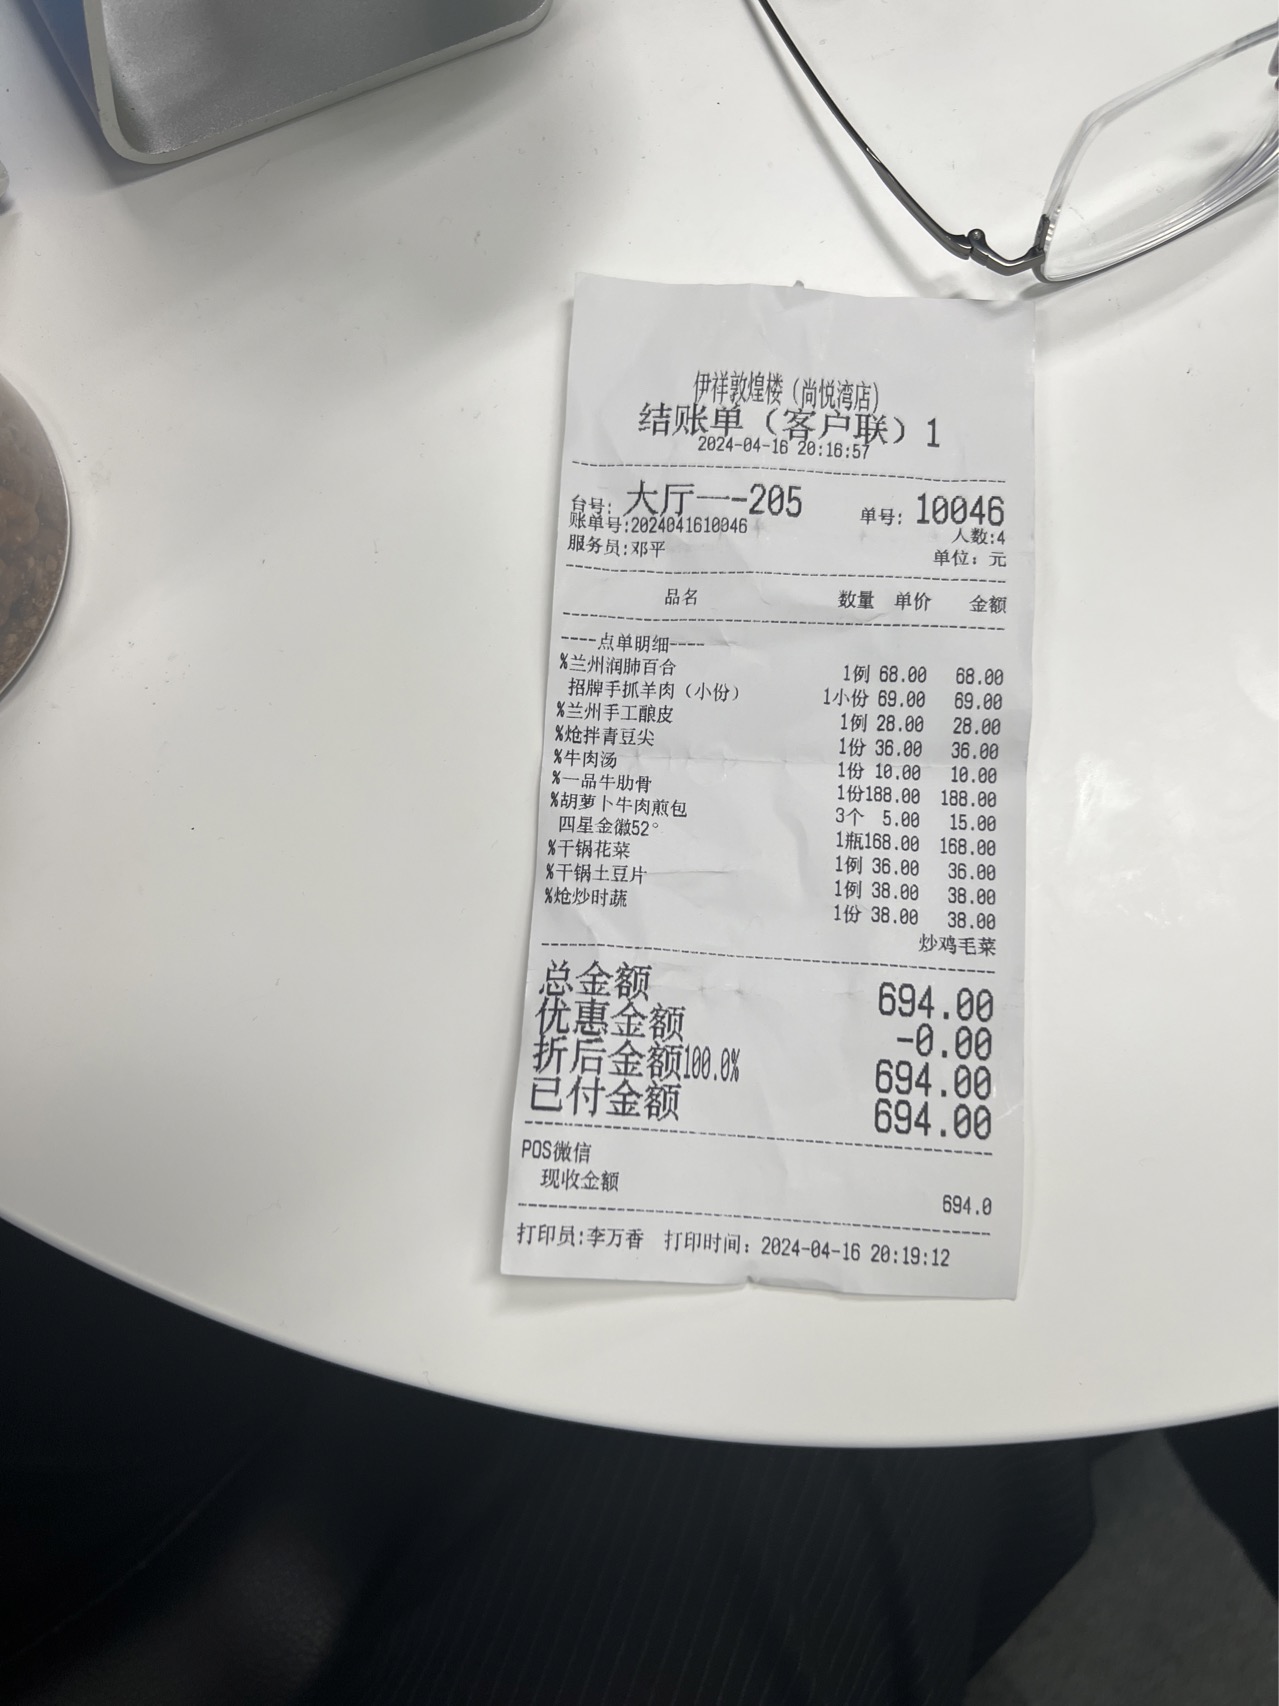 伊祥敦煌楼（尚悦湾店）
结账单（客户联）1
2024-04-16 20:16:57
台号: 大厅一-205 单号: 10046
账单号:2024041610046 人数:4
服务员:邓平 单位：元
品名 数量 单价 金额
----点单明细----
%兰州润肺百合 1例 68.00 68.00
招牌手抓羊肉（小份） 1小份 69.00 69.00
%兰州手工酿皮 1例 28.00 28.00
%炝拌青豆尖 1份 36.00 36.00
%牛肉汤 1份 10.00 10.00
%一品牛肋骨 1份188.00 188.00
%胡萝卜牛肉煎包 3个 5.00 15.00
四星金徽52° 1瓶168.00 168.00
%干锅花菜 1例 36.00 36.00
%干锅土豆片 1例 38.00 38.00
%炝炒时蔬 1份 38.00 38.00
炒鸡毛菜
总金额 694.00
优惠金额 -0.00
折后金额100.0% 694.00
已付金额 694.00
POS微信
现收金额 694.0
打印员:李万香 打印时间：2024-04-16 20:19:12